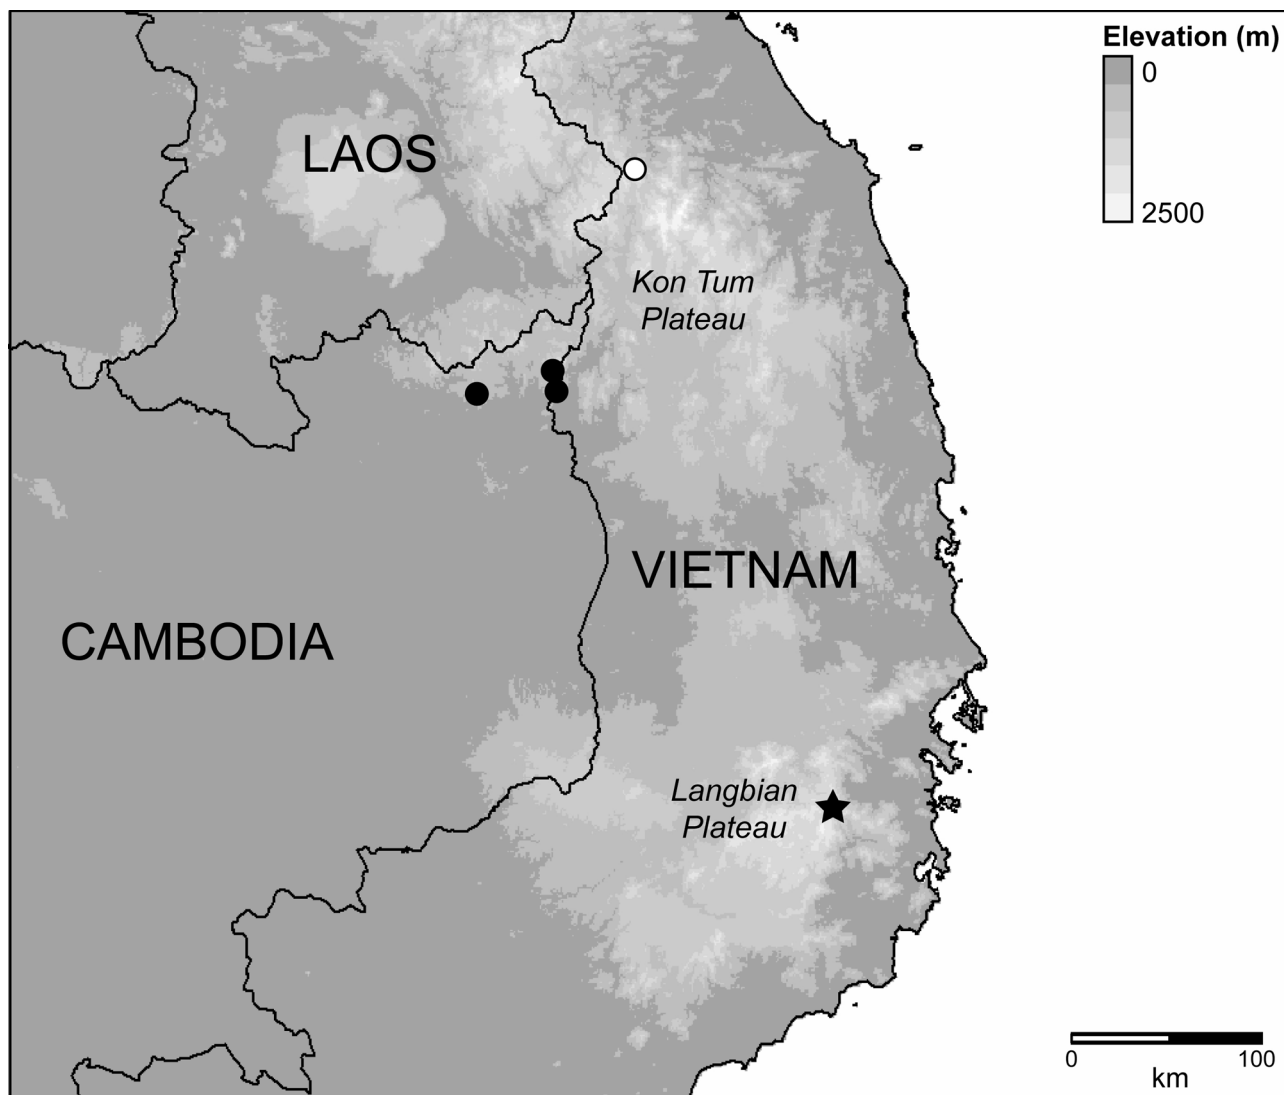 Elevation (m)
0
2500
LAOS
Kon Tum
Plateau
VIETNAM
CAMBODIA
Langbian
Plateau
0 100
km